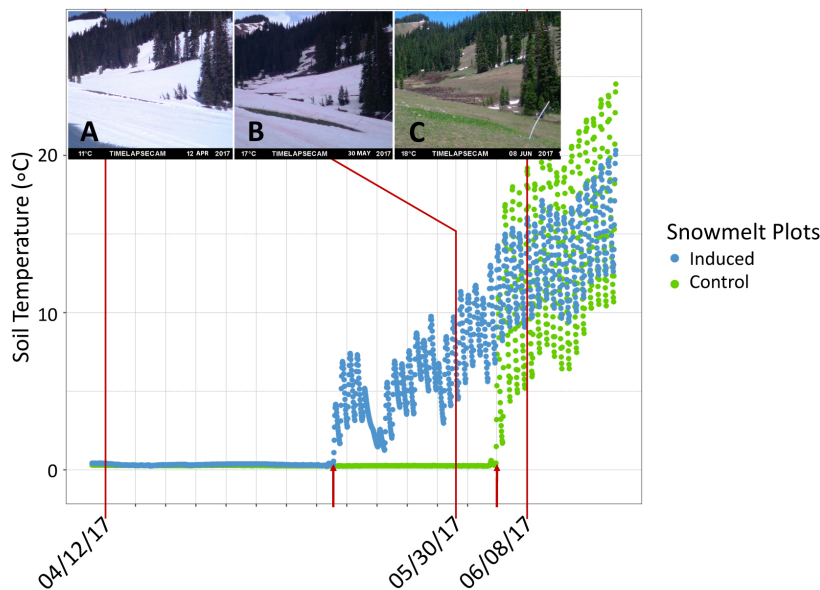 A
B
C
11°C TIMELAPSECAM 12 APR 2017
17°C TIMELAPSECAM 30 MAY 2017
18°C TIMELAPSECAM 08 JUN 2017
Soil Temperature (oC)
20
10
0
04/12/17
05/30/17
06/08/17
Snowmelt Plots
Induced
Control